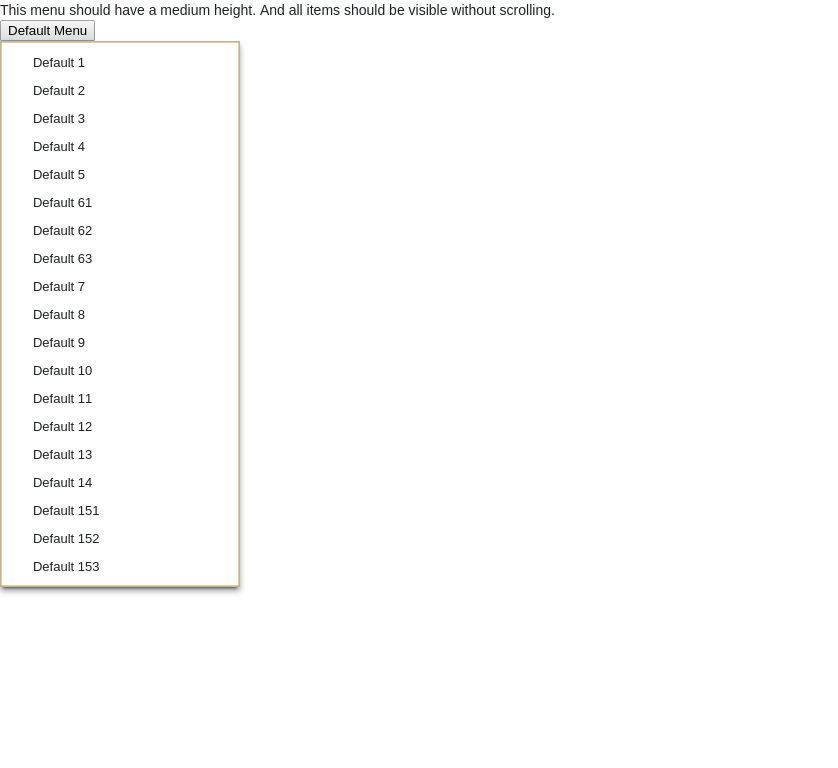 This menu should have a medium height. And all items should be visible without scrolling.
Default Menu
Default 1
Default 2
Default 3
Default 4
Default 5
Default 61
Default 62
Default 63
Default 7
Default 8
Default 9
Default 10
Default 11
Default 12
Default 13
Default 14
Default 151
Default 152
Default 153